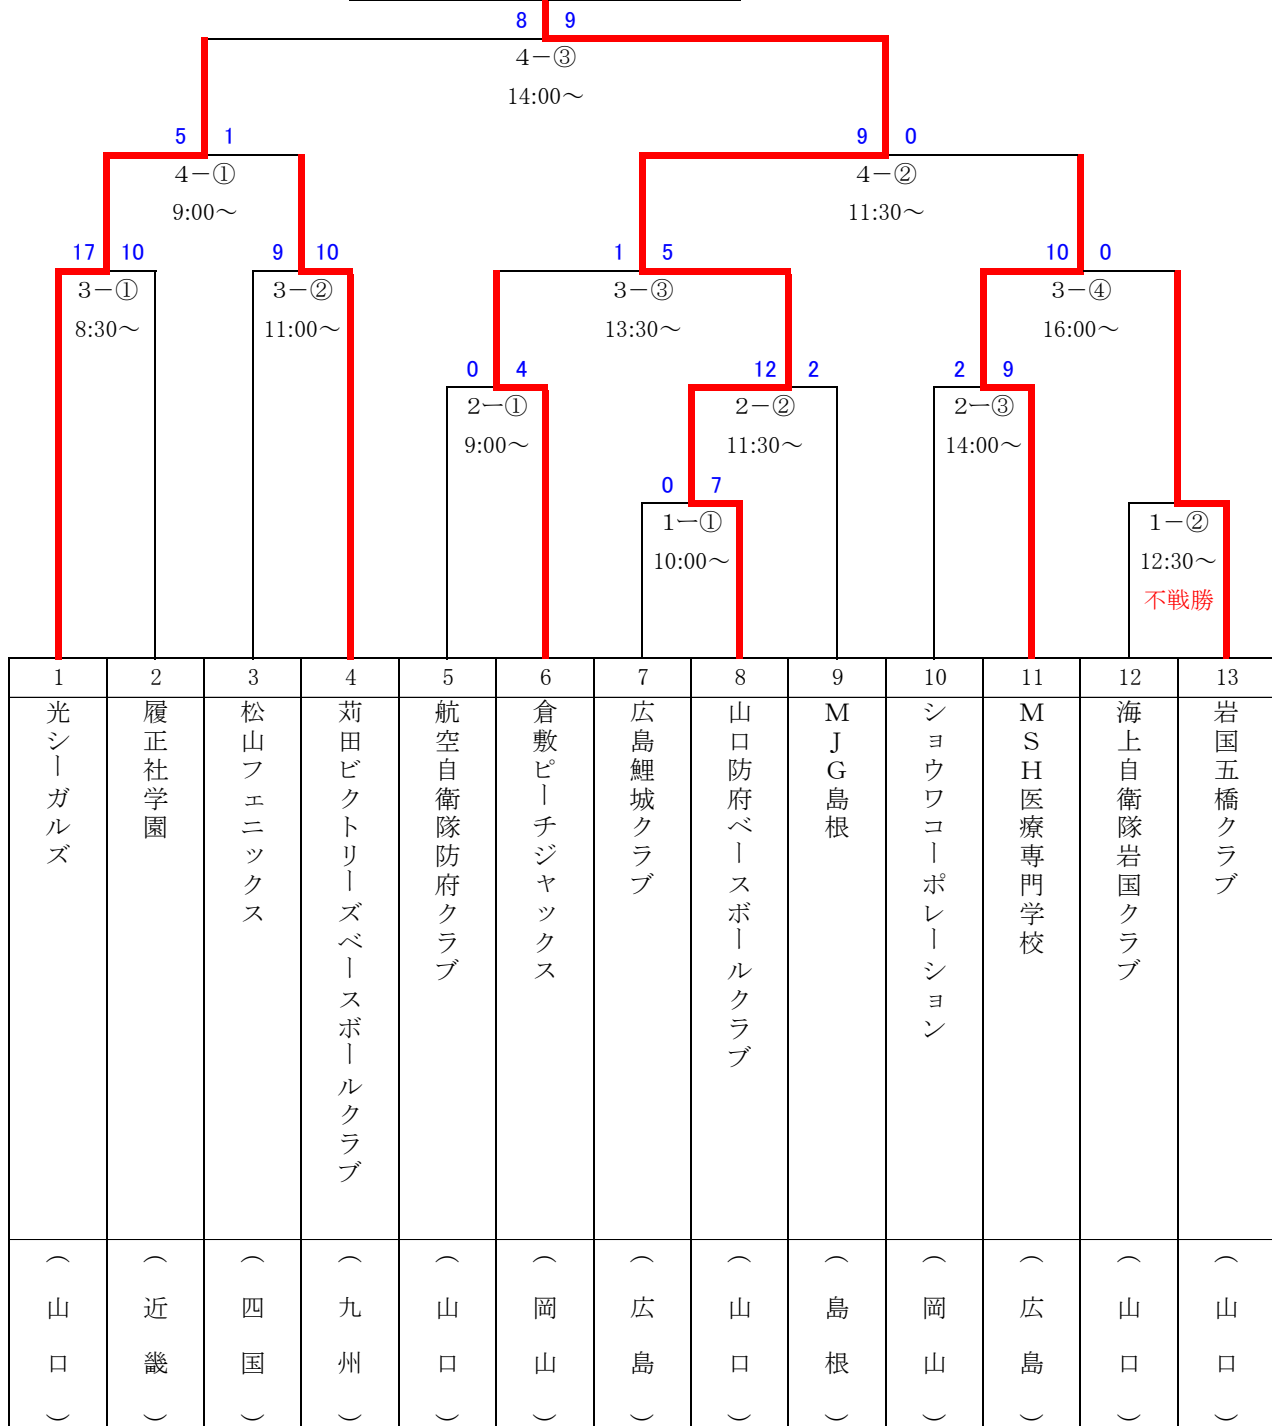 8 9
4－③
14:00～
5 1
9 0
4－①
4－②
9:00～
11:30～
17 10
9 10
1 5
10 0
3－①
3－②
3－③
3－④
8:30～
11:00～
13:30～
16:00～
0 4
12 2
2 9
2ー①
2－②
2ー③
9:00～
11:30～
14:00～
0 7
1ー①
1－②
10:00～
12:30～
不戦勝
1 2 3 4 5 6 7 8 9 10 11 12 13
光シーガルズ
履正社学園
松山フェニックス
苅田ビクトリーズベースボールクラブ
航空自衛隊防府クラブ
倉敷ピーチジャックス
広島鯉城クラブ
山口防府ベースボールクラブ
ＭＪＧ島根
ショウワコーポレーション
ＭＳＨ医療専門学校
海上自衛隊岩国クラブ
岩国五橋クラブ
（山口）
（近畿）
（四国）
（九州）
（山口）
（岡山）
（広島）
（山口）
（島根）
（岡山）
（広島）
（山口）
（山口）